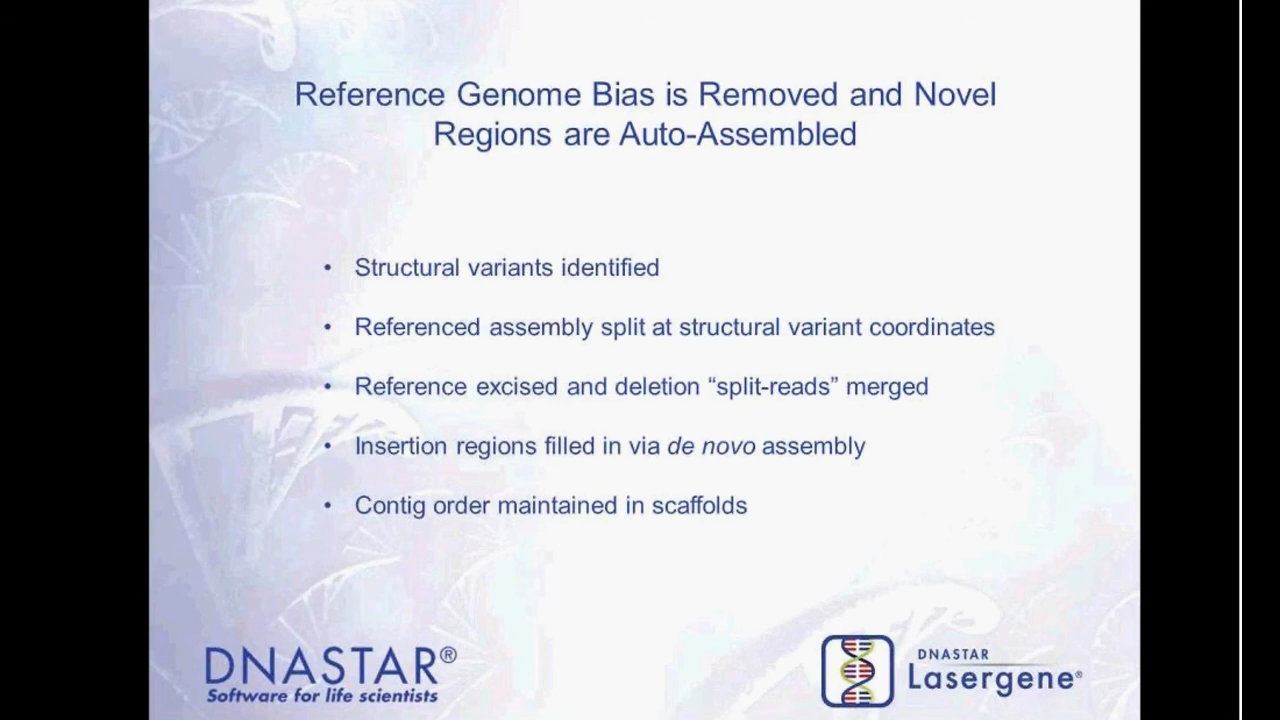 Reference Genome Bias is Removed and Novel
Regions are Auto-Assembled
• Structural variants identified
• Referenced assembly split at structural variant coordinates
• Reference excised and deletion “split-reads” merged
• Insertion regions filled in via de novo assembly
• Contig order maintained in scaffolds
DNASTAR®
Software for life scientists
DNASTAR
Lasergene®